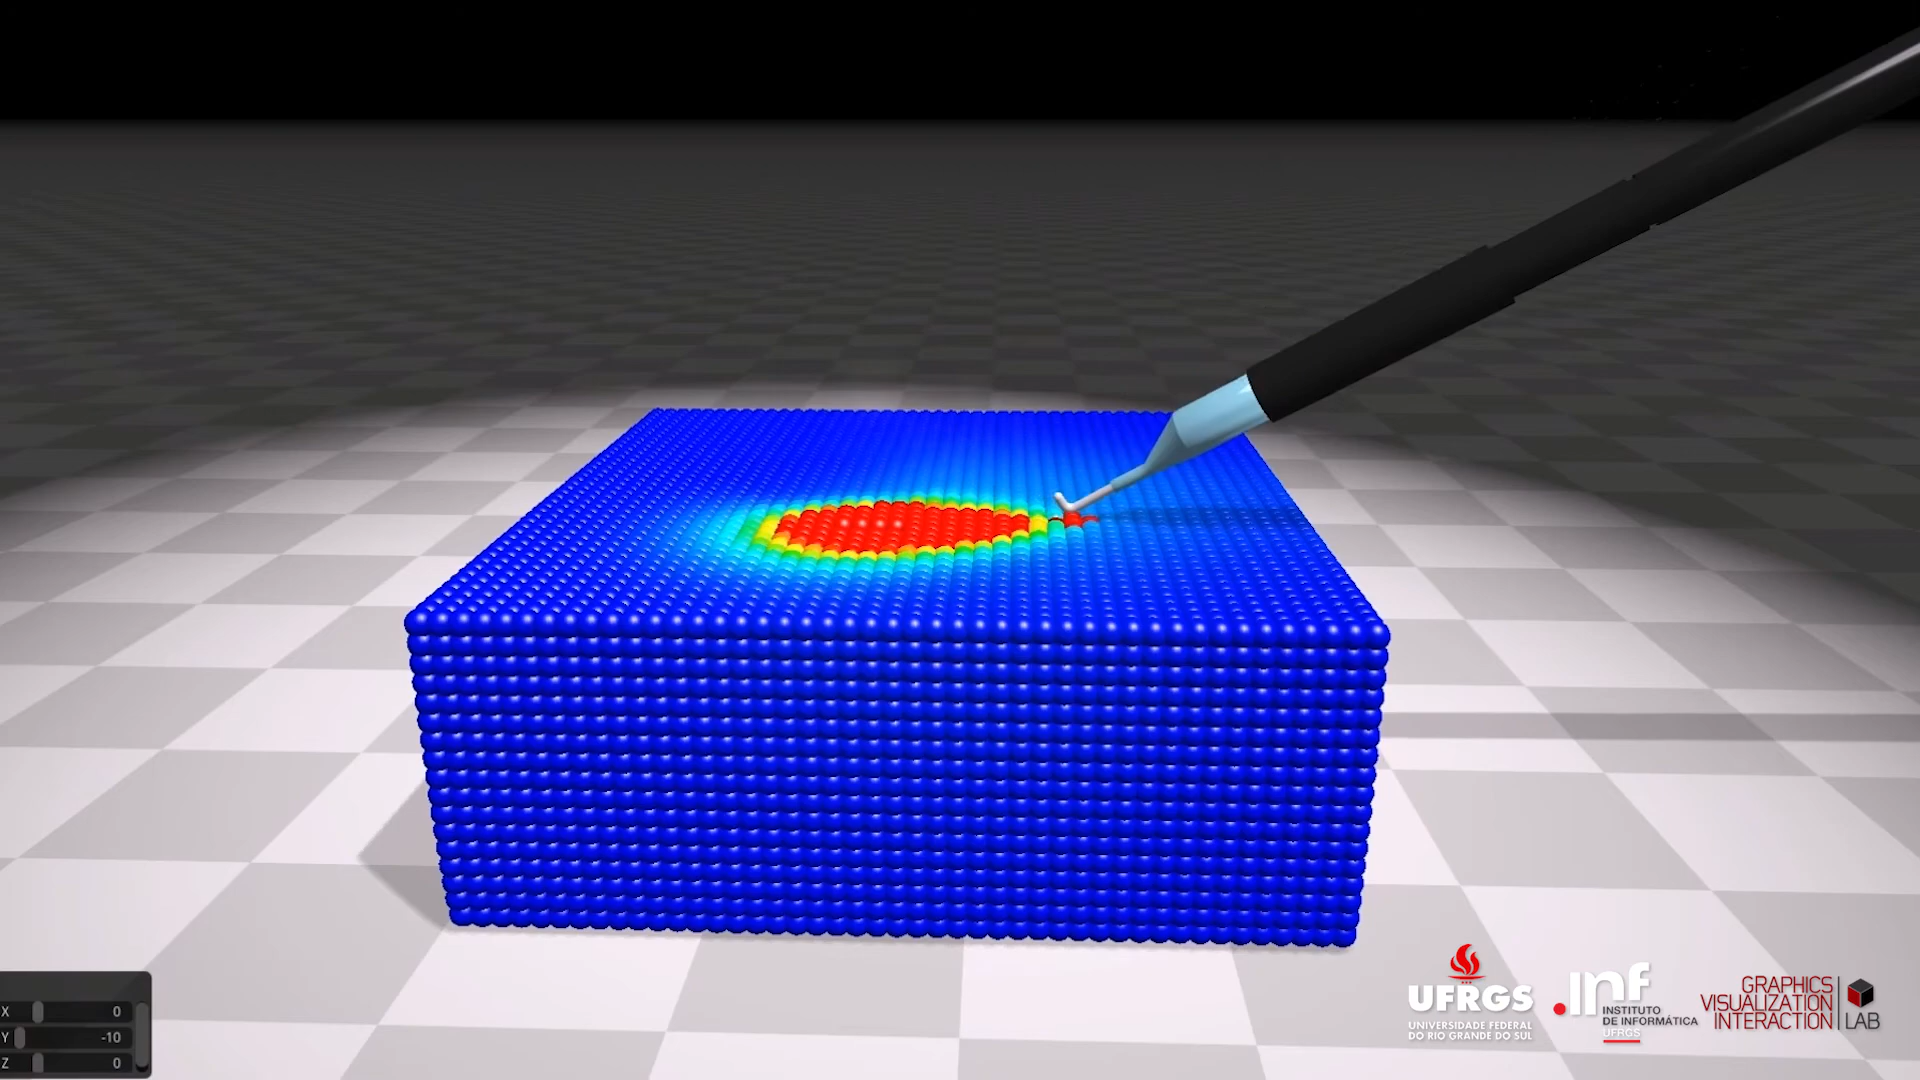 X 0
Y -10
Z 0
UFRGS
UNIVERSIDADE FEDERAL
DO RIO GRANDE DO SUL
.inf
INSTITUTO
DE INFORMÁTICA
UFRGS
GRAPHICS
VISUALIZATION
INTERACTION
LAB